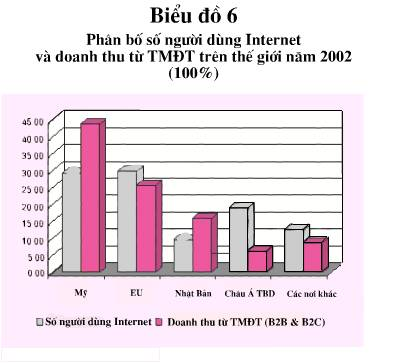 Biểu đồ 6
Phân bố số người dùng Internet
và doanh thu từ TMĐT trên thế giới năm 2002
(100%)
45 00
40 00
35 00
30 00
25 00
20 00
15 00
10 00
5 00
0 00
Mỹ EU Nhật Bản Châu Á TBD Các nơi khác
Số người dùng Internet Doanh thu từ TMĐT (B2B & B2C)